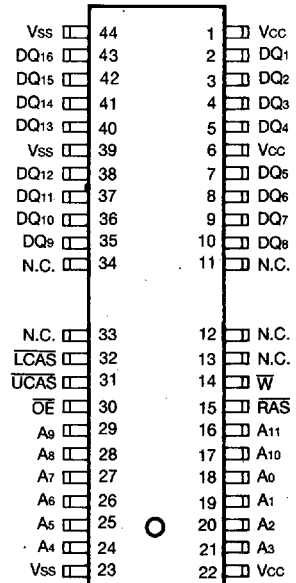 Vss 44 1 Vcc
DQ16 43 2 DQ1
DQ15 42 3 DQ2
DQ14 41 4 DQ3
DQ13 40 5 DQ4
Vss 39 6 Vcc
DQ12 38 7 DQ5
DQ11 37 8 DQ6
DQ10 36 9 DQ7
DQ9 35 10 DQ8
N.C. 34 11 N.C.
N.C. 33 12 N.C.
L̅C̅A̅S̅ 32 13 N.C.
U̅C̅A̅S̅ 31 14 W̅
O̅E̅ 30 15 R̅A̅S̅
A9 29 16 A11
A8 28 17 A10
A7 27 18 A0
A6 26 19 A1
A5 25 20 A2
A4 24 21 A3
Vss 23 22 Vcc